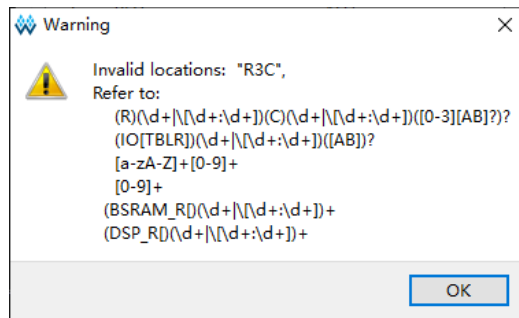 Warning
Invalid locations: "R3C",
Refer to:
(R)(\d+|\[\d+:\d+])(C)(\d+|\[\d+:\d+])([0-3][AB]?)?
(IO[TBLR])(\d+|\[\d+:\d+])([AB])?
[a-zA-Z]+[0-9]+
[0-9]+
(BSRAM_R[)(\d+|\[\d+:\d+])+
(DSP_R[)(\d+|\[\d+:\d+])+
OK